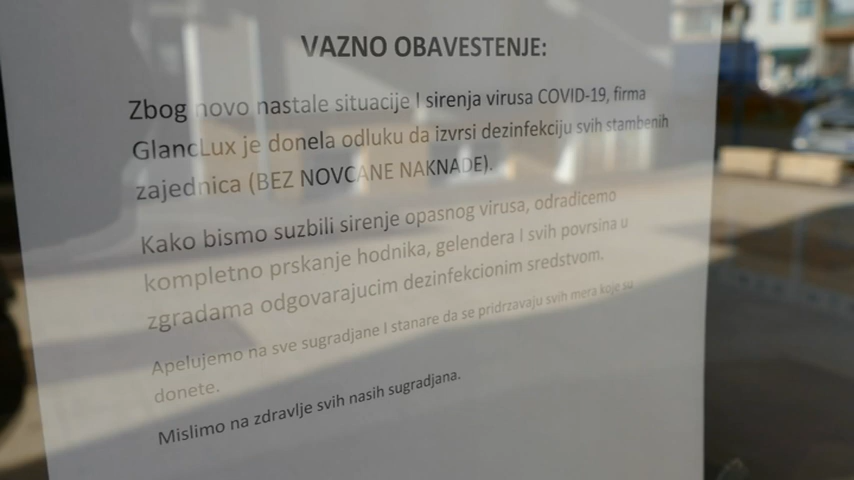 VAZNO OBAVESTENJE:
Zbog novo nastale situacije I sirenja virusa COVID-19, firma
GlancLux je donela odluku da izvrsi dezinfekciju svih stambenih
zajednica (BEZ NOVCANE NAKNADE).
Kako bismo suzbili sirenje opasnog virusa, odradicemo
kompletno prskanje hodnika, gelendera I svih povrsina u
zgradama odgovarajucim dezinfekcionim sredstvom.
Apelujemo na sve sugradjane I stanare da se pridrzavaju svih mera koje su
donete.
Mislimo na zdravlje svih nasih sugradjana.